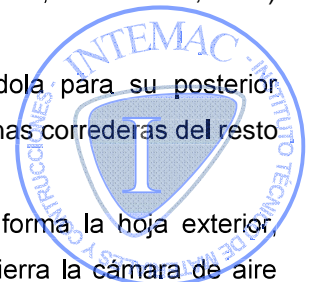 dola para su posterior
nas correderas del resto
forma la hoja exterior,
ierra la cámara de aire
INTEMAC
INSTITUTO TÉCNICO DE MATERIALES Y CONSTRUCCIONES